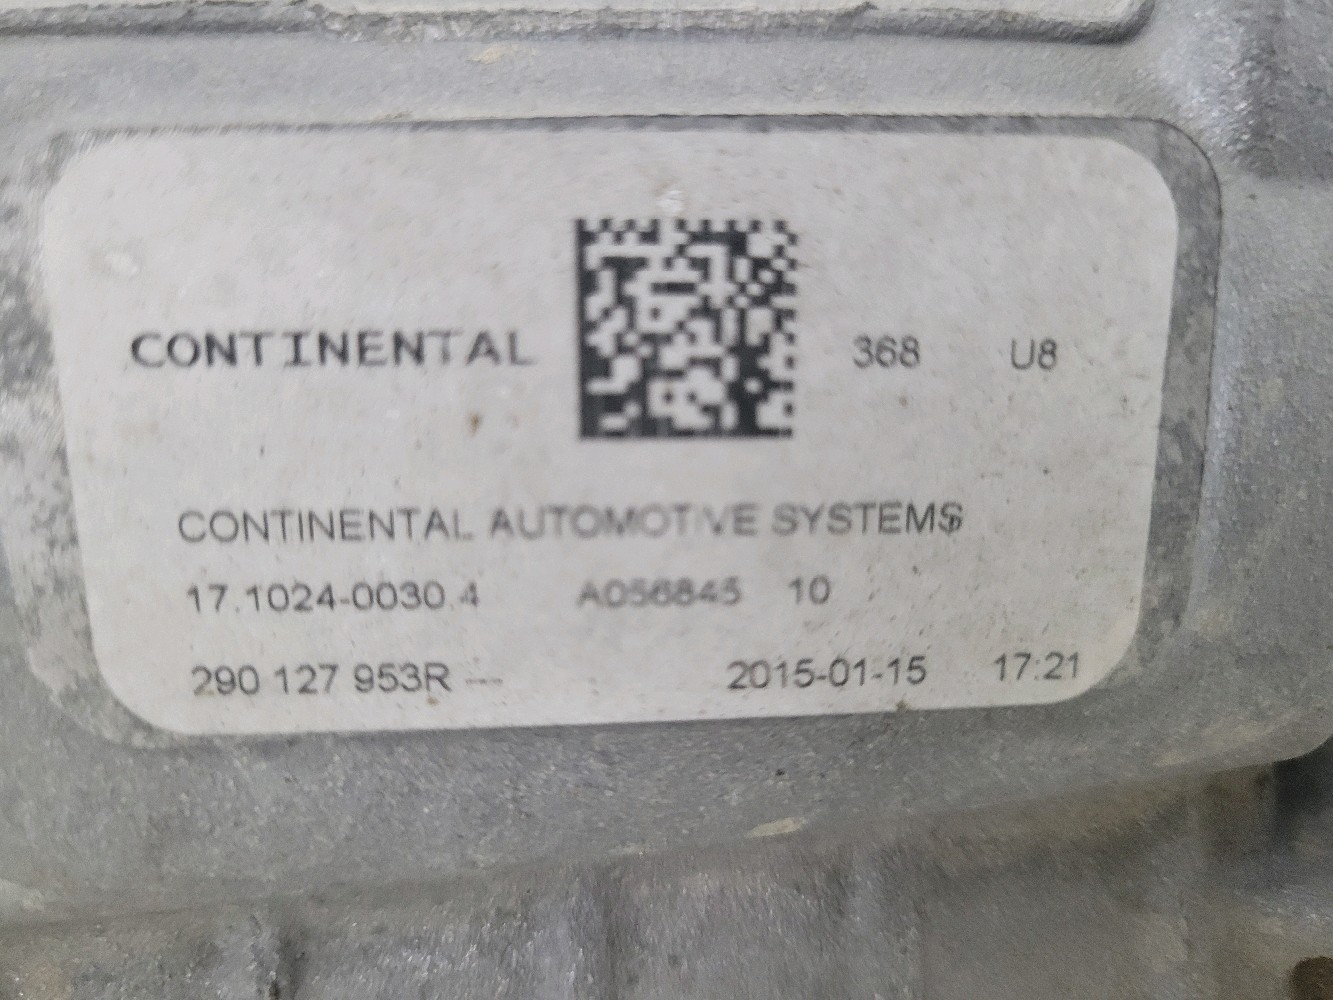 CONTINENTAL 368 U8
CONTINENTAL AUTOMOTIVE SYSTEMS
17.1024-0030.4 A056845 10
290 127 953R ---
2015-01-15 17:21